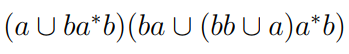 (a ∪ ba*b)(ba ∪ (bb ∪ a)a*b)